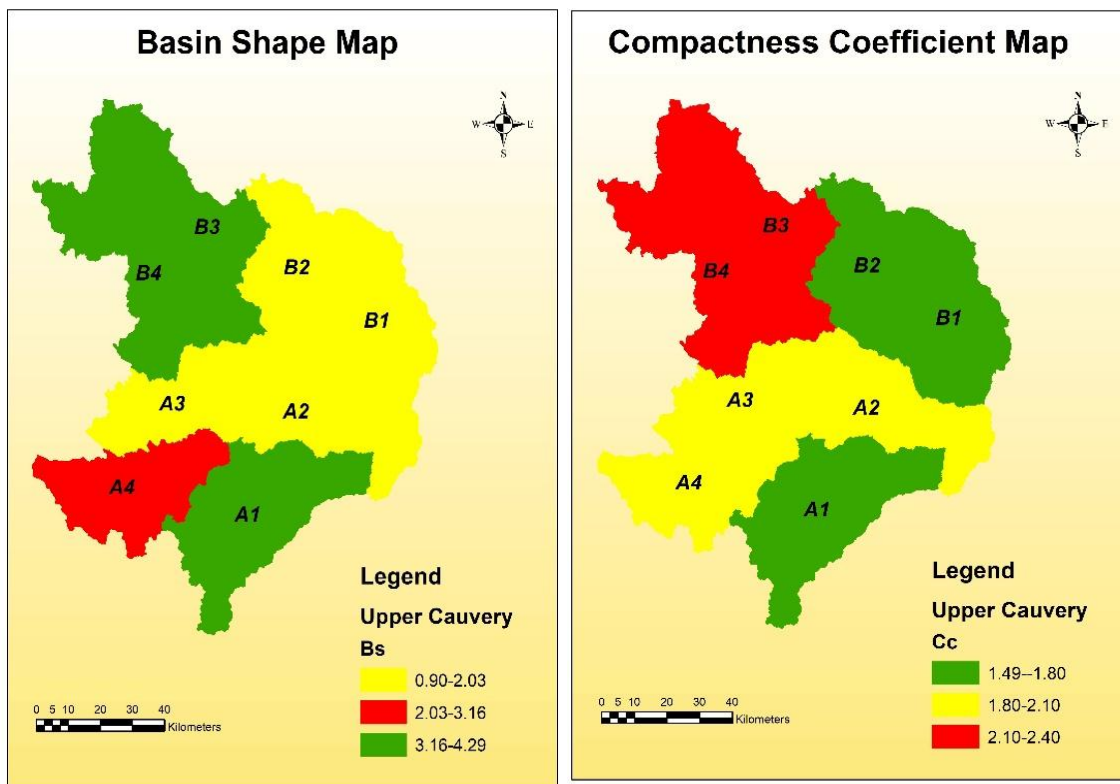 Basin Shape Map
N
W E
S
B3
B2
B4
B1
A3
A2
A4
A1
Legend
Upper Cauvery
Bs
0.90-2.03
2.03-3.16
3.16-4.29
0 5 10 20 30 40
Kilometers
Compactness Coefficient Map
N
W E
S
B3
B2
B4
B1
A3
A2
A4
A1
Legend
Upper Cauvery
Cc
1.49--1.80
1.80-2.10
2.10-2.40
0 5 10 20 30 40
Kilometers